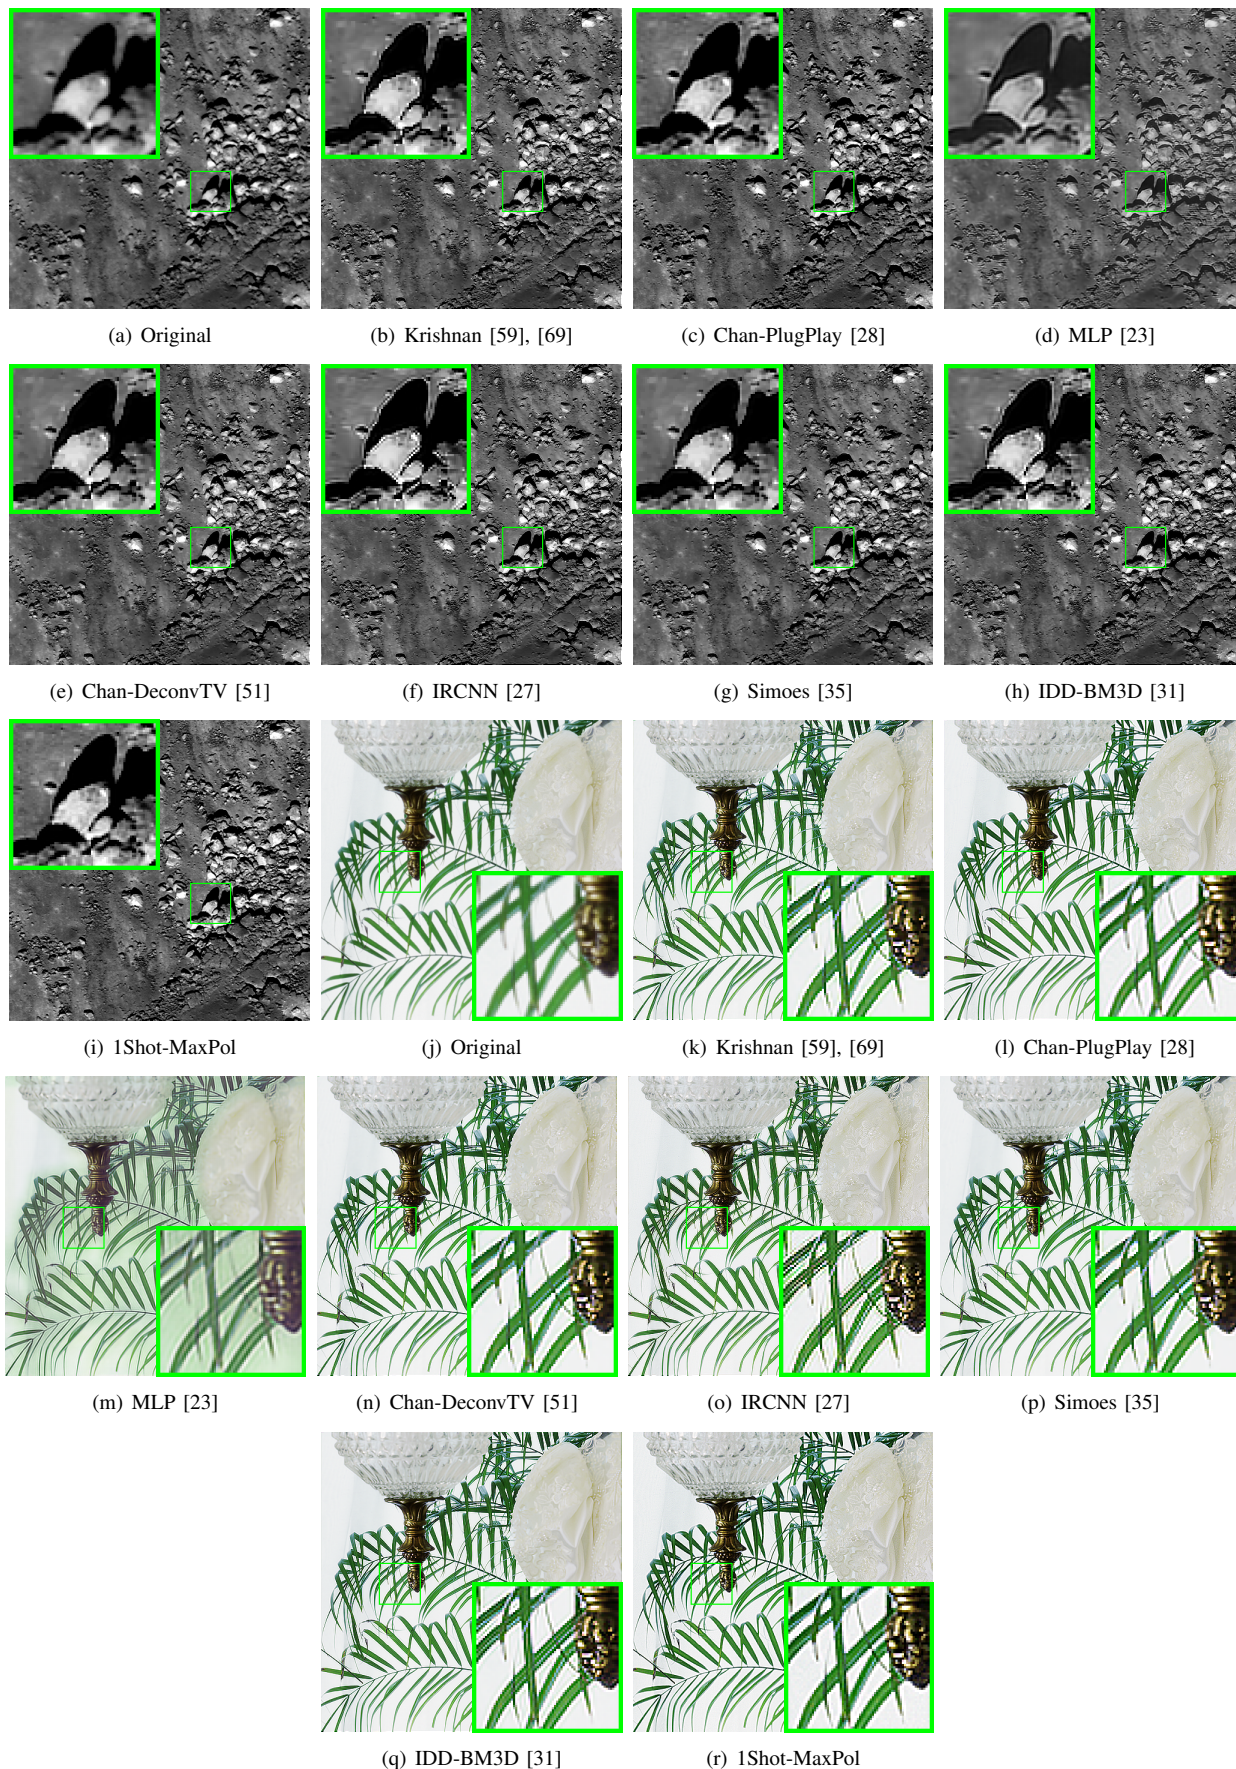 (a) Original
(b) Krishnan [59], [69]
(c) Chan-PlugPlay [28]
(d) MLP [23]
(e) Chan-DeconvTV [51]
(f) IRCNN [27]
(g) Simoes [35]
(h) IDD-BM3D [31]
(i) 1Shot-MaxPol
(j) Original
(k) Krishnan [59], [69]
(l) Chan-PlugPlay [28]
(m) MLP [23]
(n) Chan-DeconvTV [51]
(o) IRCNN [27]
(p) Simoes [35]
(q) IDD-BM3D [31]
(r) 1Shot-MaxPol